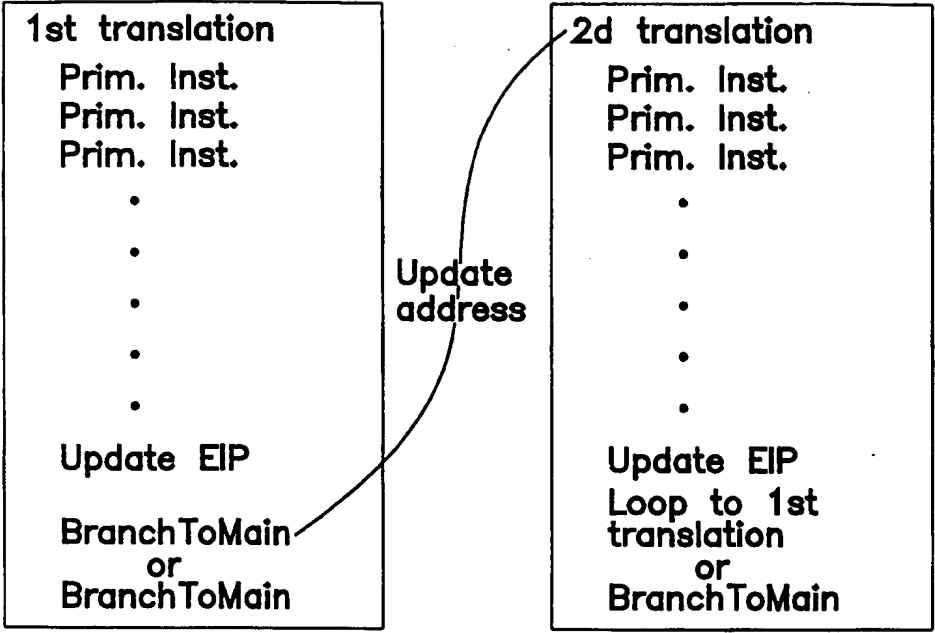 1st translation
Prim. Inst.
Prim. Inst.
Prim. Inst.
Update EIP
BranchToMain
or
BranchToMain
Update
address
2d translation
Prim. Inst.
Prim. Inst.
Prim. Inst.
Update EIP
Loop to 1st
translation
or
BranchToMain